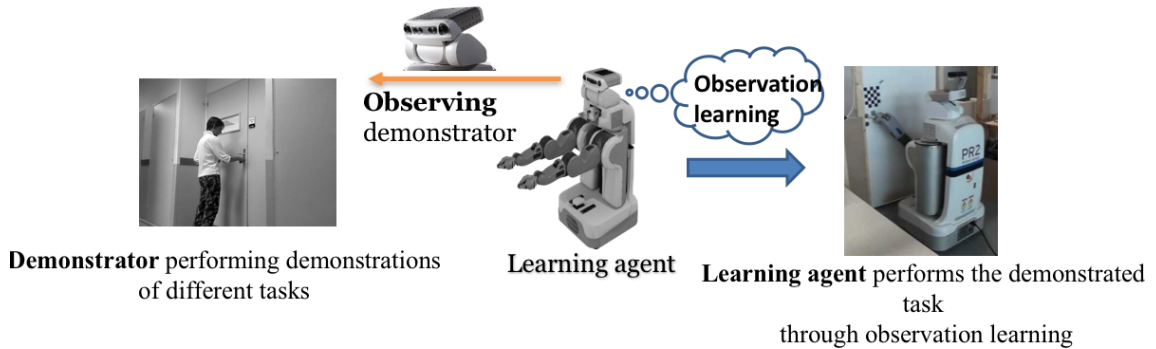 Observing
demonstrator
Observation
learning
PR2
Demonstrator performing demonstrations
of different tasks
Learning agent
Learning agent performs the demonstrated
task
through observation learning